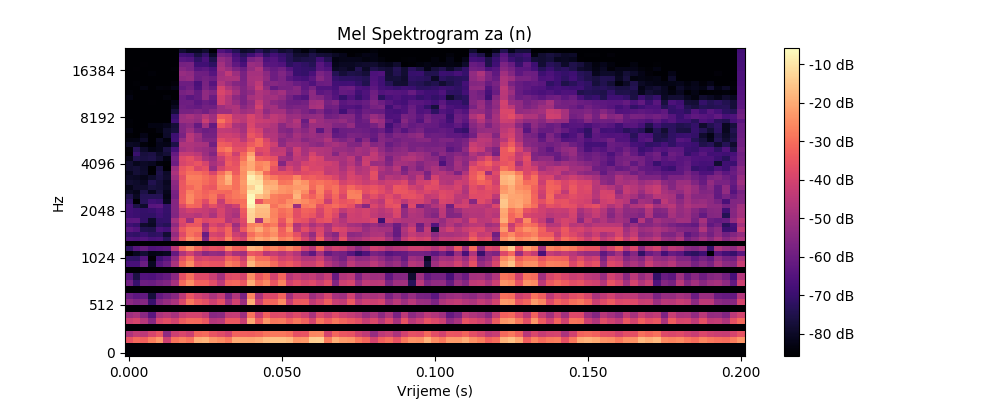 Mel Spektrogram za (n)
16384
8192
4096
2048
1024
512
0
Hz
0.000
0.050
0.100
0.150
0.200
Vrijeme (s)
-10 dB
-20 dB
-30 dB
-40 dB
-50 dB
-60 dB
-70 dB
-80 dB